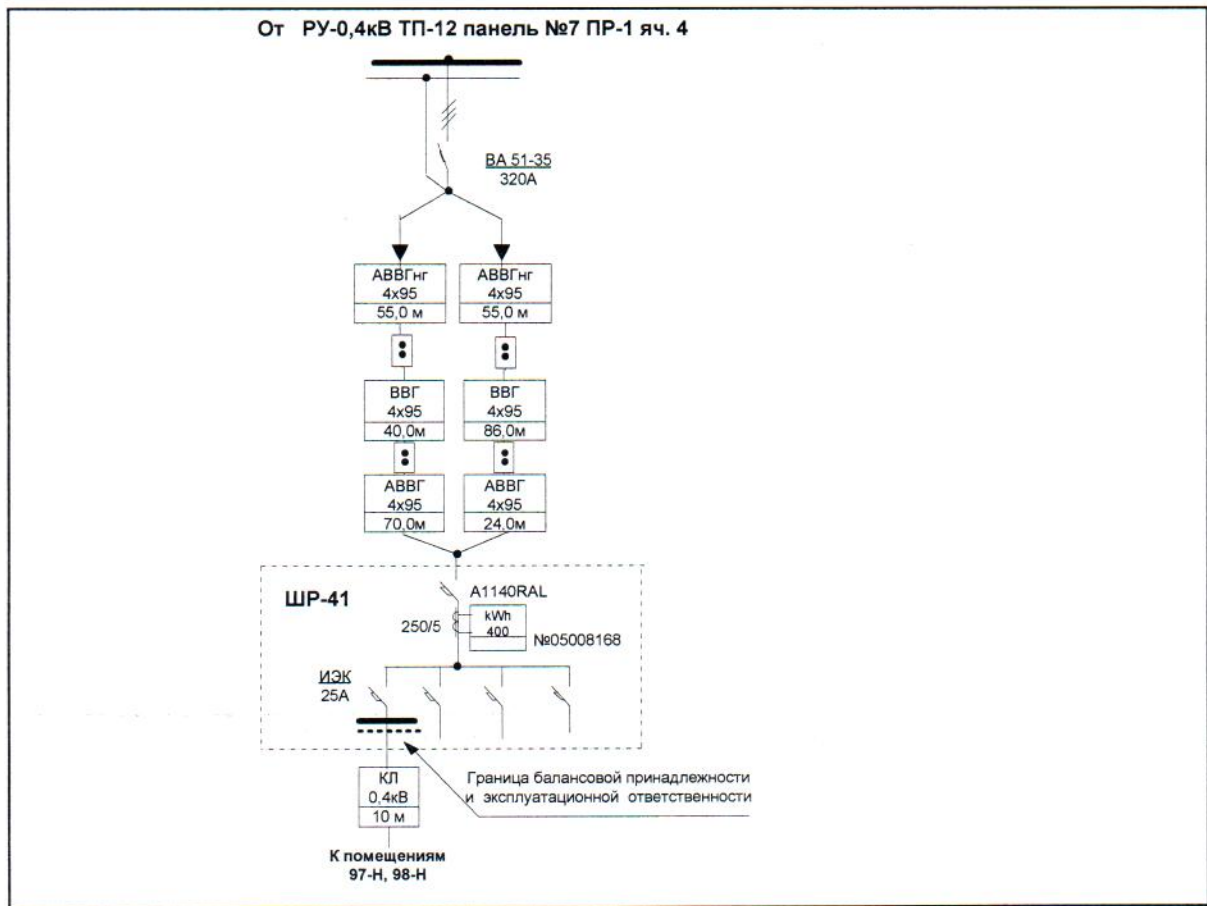 От РУ-0,4кВ ТП-12 панель №7 ПР-1 яч. 4
ВА 51-35
320А
АВВГнг
4х95
55,0 м
АВВГнг
4х95
55,0 м
ВВГ
4х95
40,0м
ВВГ
4х95
86,0м
АВВГ
4х95
70,0м
АВВГ
4х95
24,0м
ШР-41
A1140RAL
250/5
kWh
400
№05008168
ИЭК
25А
КЛ
0,4кВ
10 м
Граница балансовой принадлежности
и эксплуатационной ответственности
К помещениям
97-Н, 98-Н